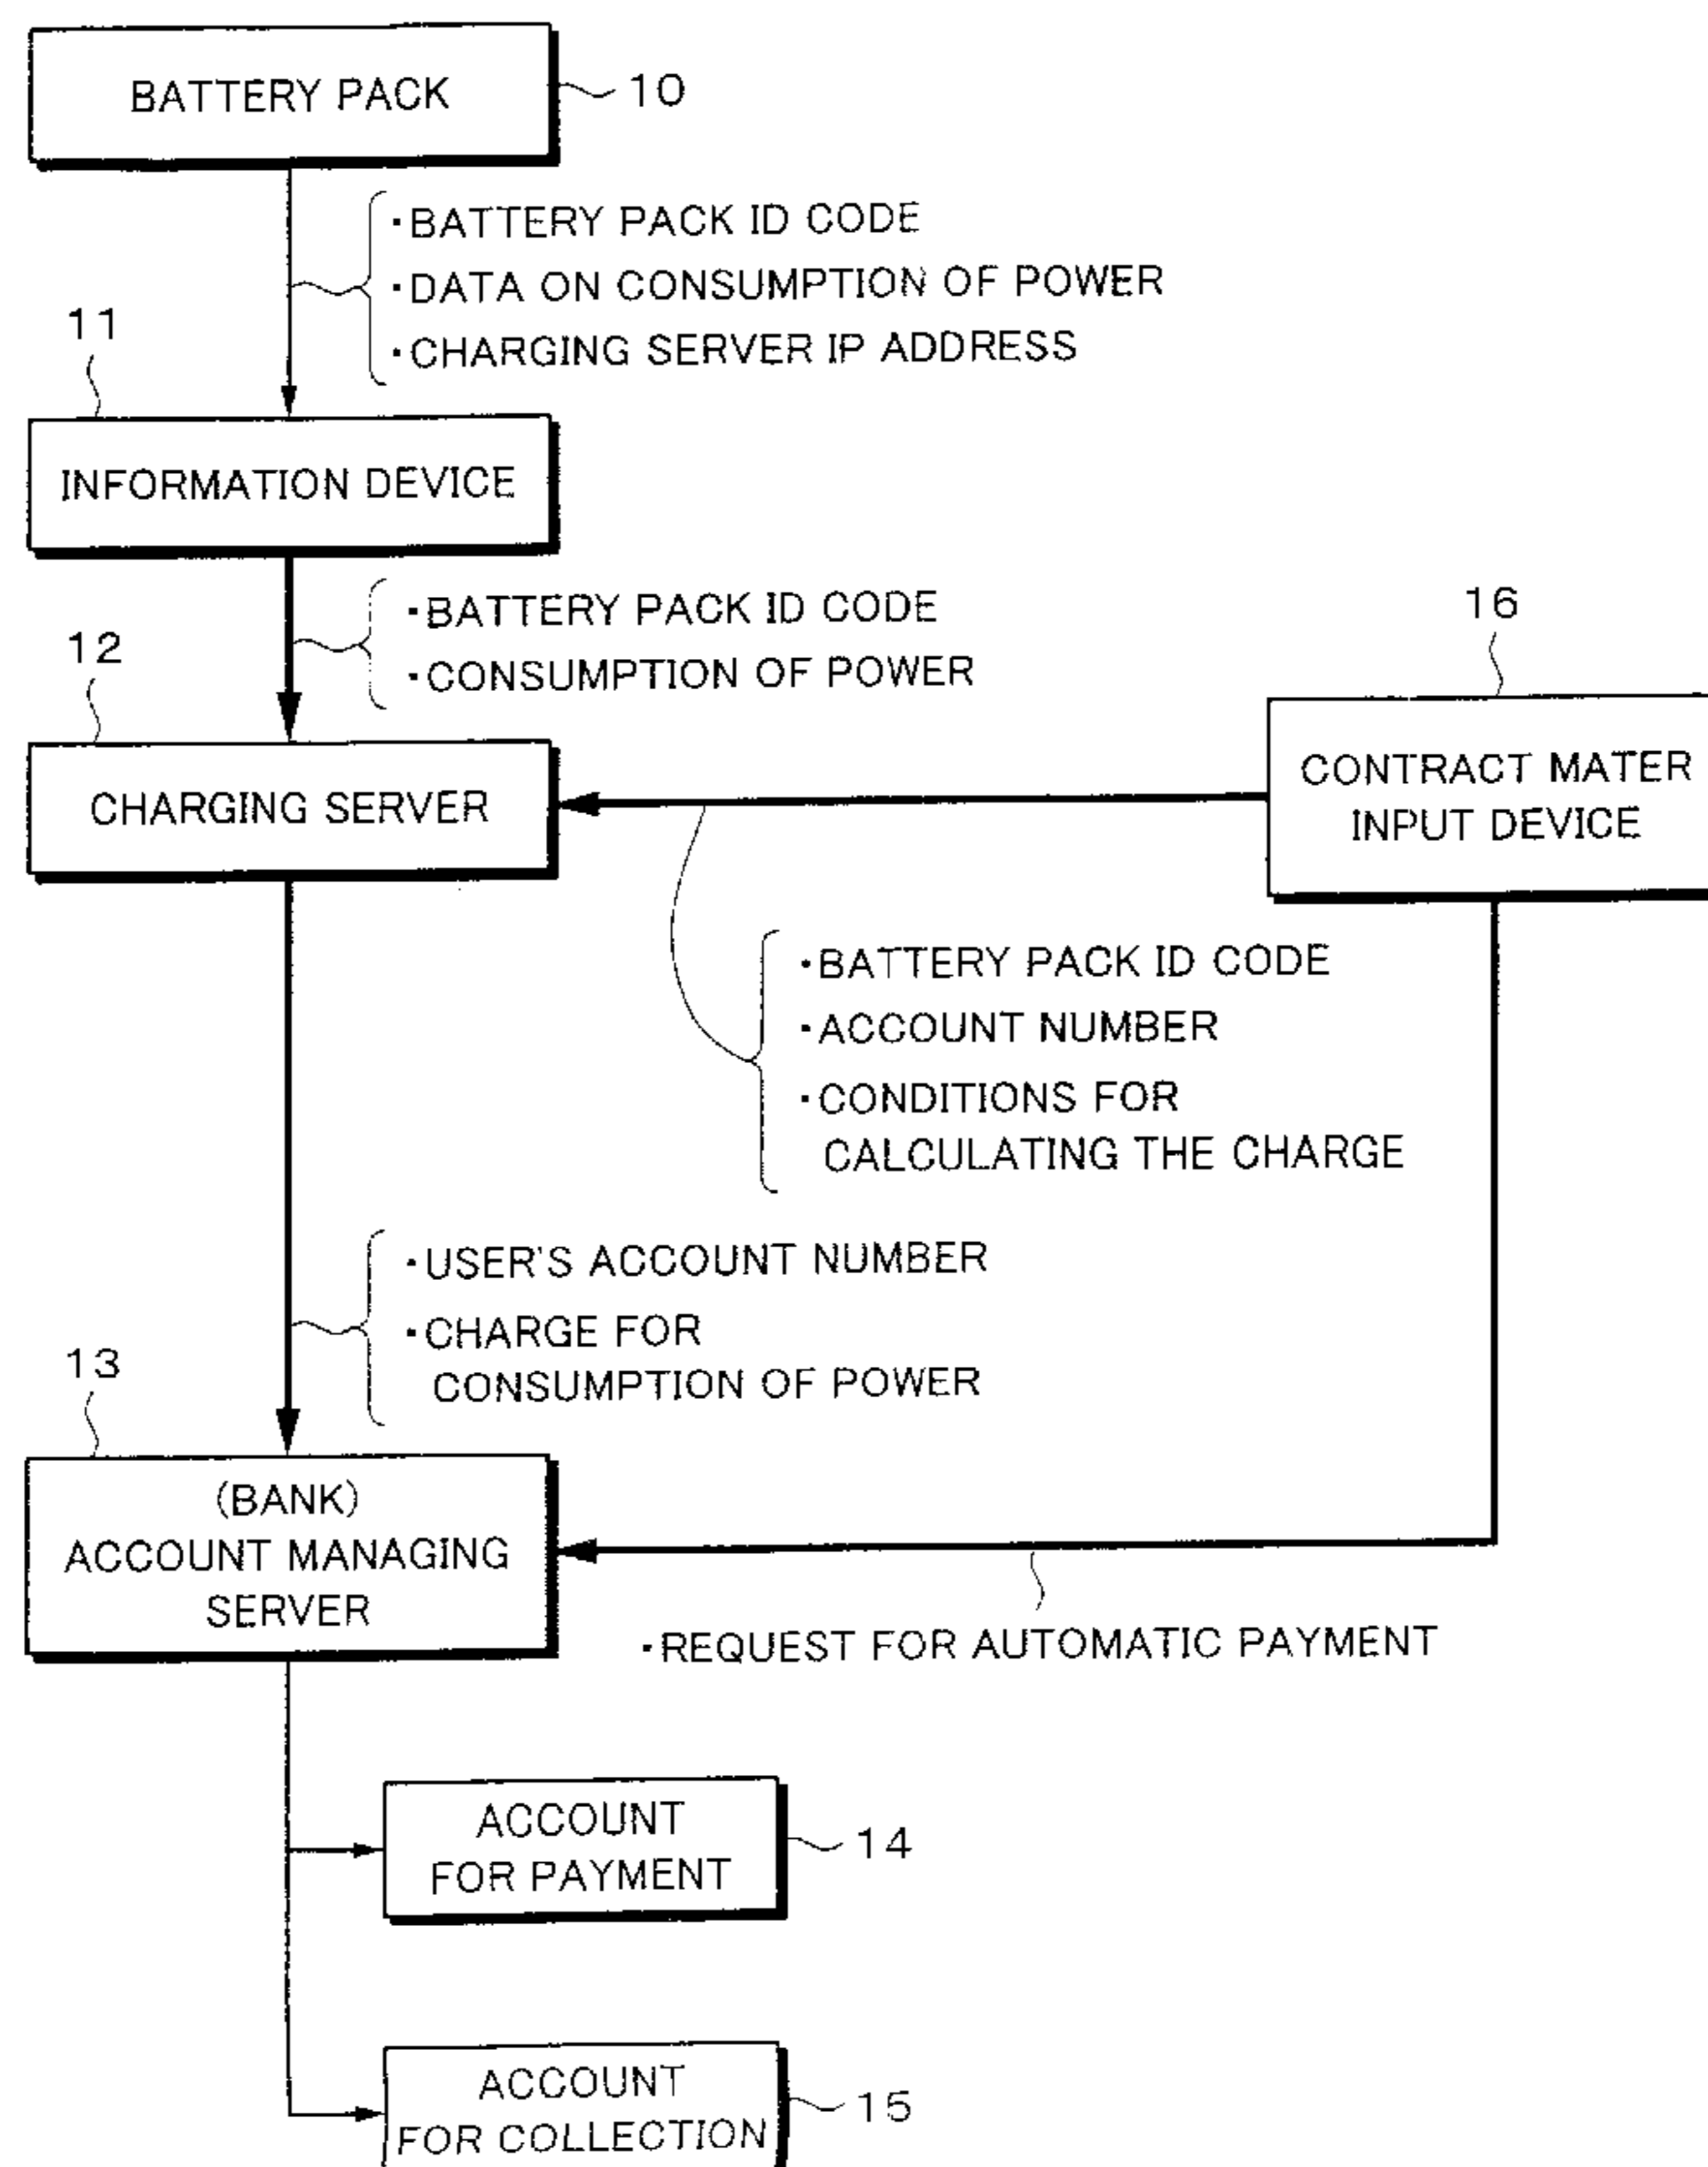 BATTERY PACK
10
·BATTERY PACK ID CODE
·DATA ON CONSUMPTION OF POWER
·CHARGING SERVER IP ADDRESS
11
INFORMATION DEVICE
·BATTERY PACK ID CODE
·CONSUMPTION OF POWER
12
16
CHARGING SERVER
CONTRACT MATER
INPUT DEVICE
·BATTERY PACK ID CODE
·ACCOUNT NUMBER
·CONDITIONS FOR
CALCULATING THE CHARGE
·USER'S ACCOUNT NUMBER
·CHARGE FOR
CONSUMPTION OF POWER
13
(BANK)
ACCOUNT MANAGING
SERVER
·REQUEST FOR AUTOMATIC PAYMENT
ACCOUNT
FOR PAYMENT
14
ACCOUNT
FOR COLLECTION
15